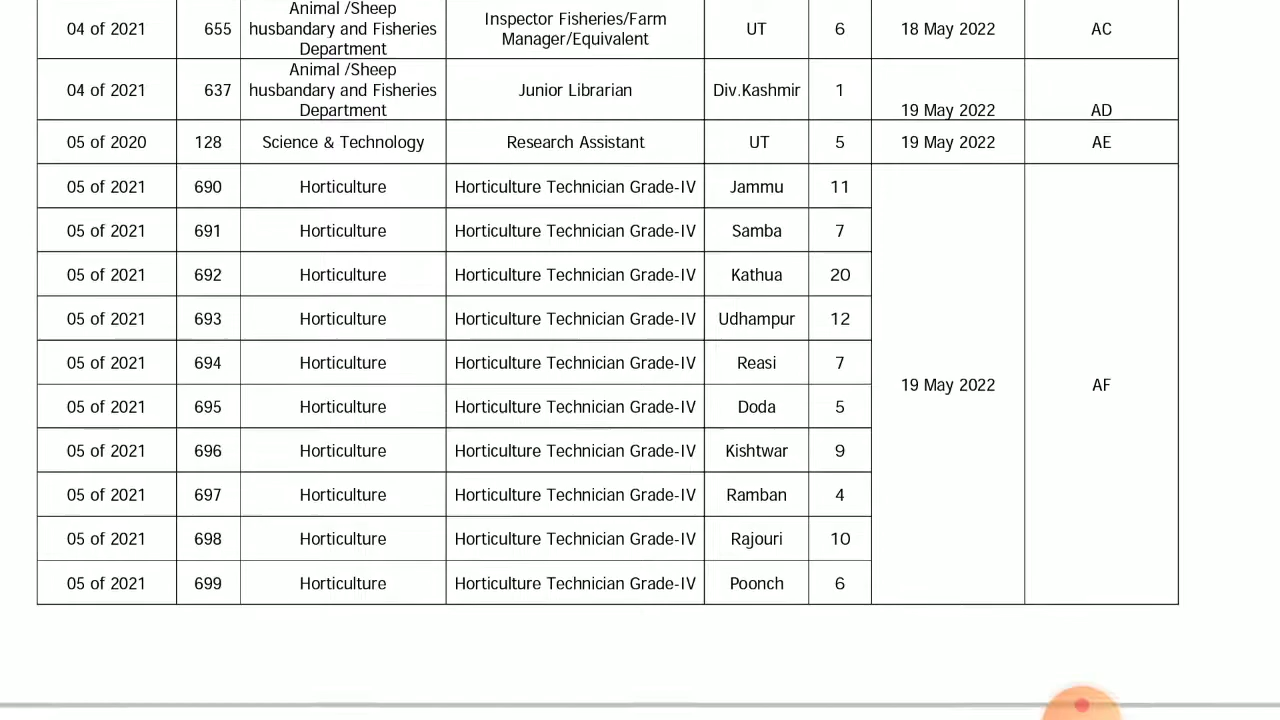 04 of 2021 655 Animal /Sheep husbandary and Fisheries Department Inspector Fisheries/Farm Manager/Equivalent UT 6 18 May 2022 AC
04 of 2021 637 Animal /Sheep husbandary and Fisheries Department Junior Librarian Div.Kashmir 1 19 May 2022 AD
05 of 2020 128 Science & Technology Research Assistant UT 5 19 May 2022 AE
05 of 2021 690 Horticulture Horticulture Technician Grade-IV Jammu 11
05 of 2021 691 Horticulture Horticulture Technician Grade-IV Samba 7
05 of 2021 692 Horticulture Horticulture Technician Grade-IV Kathua 20
05 of 2021 693 Horticulture Horticulture Technician Grade-IV Udhampur 12
05 of 2021 694 Horticulture Horticulture Technician Grade-IV Reasi 7
19 May 2022 AF
05 of 2021 695 Horticulture Horticulture Technician Grade-IV Doda 5
05 of 2021 696 Horticulture Horticulture Technician Grade-IV Kishtwar 9
05 of 2021 697 Horticulture Horticulture Technician Grade-IV Ramban 4
05 of 2021 698 Horticulture Horticulture Technician Grade-IV Rajouri 10
05 of 2021 699 Horticulture Horticulture Technician Grade-IV Poonch 6